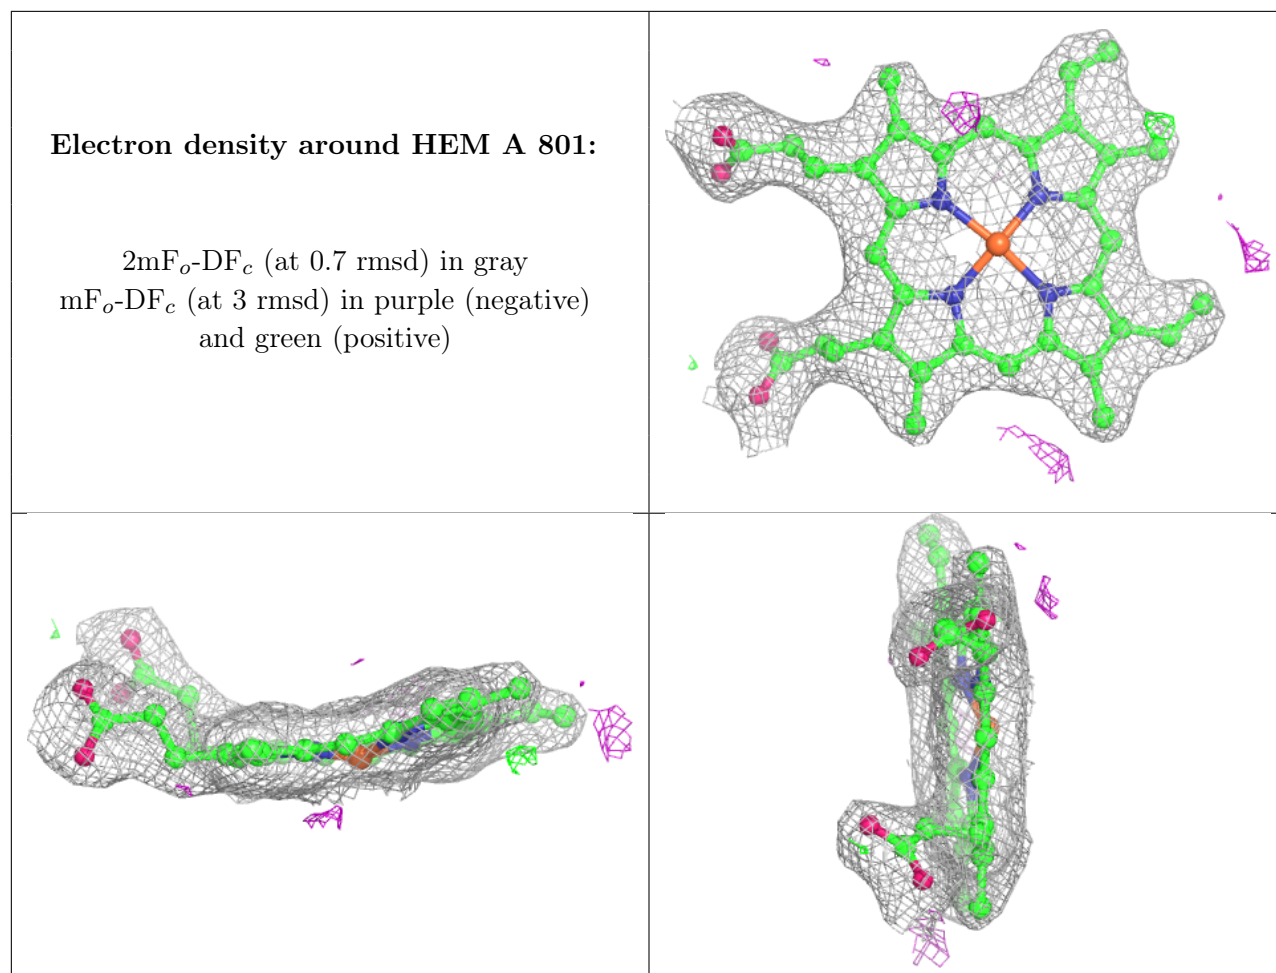 Electron density around HEM A 801:
2mFₒ-DF𝒸 (at 0.7 rmsd) in gray
mFₒ-DF𝒸 (at 3 rmsd) in purple (negative)
and green (positive)